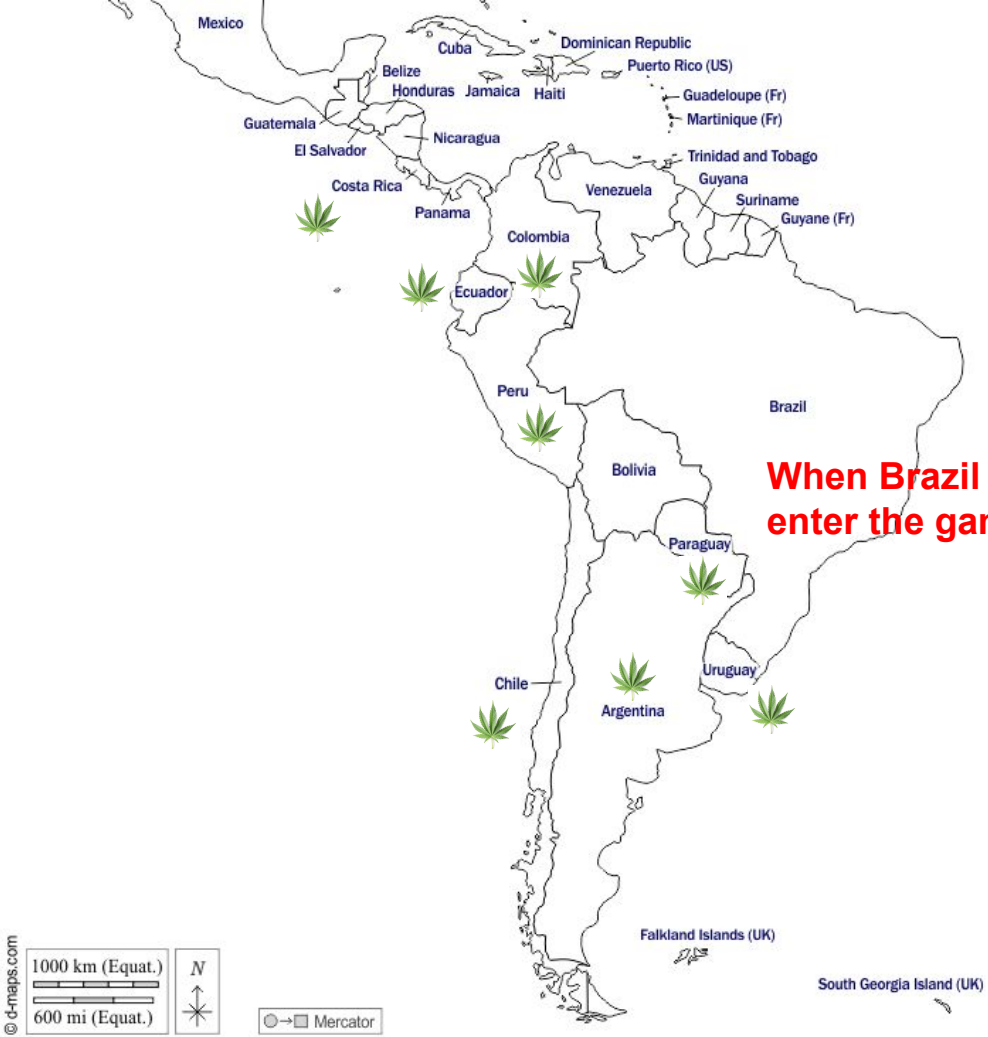 Mexico
Cuba
Dominican Republic
Puerto Rico (US)
Belize
Honduras
Jamaica
Haiti
Guadeloupe (Fr)
Martinique (Fr)
Guatemala
Nicaragua
El Salvador
Trinidad and Tobago
Costa Rica
Guyana
Venezuela
Suriname
Panama
Guyane (Fr)
Colombia
Ecuador
Peru
Brazil
Bolivia
When Brazil
enter the gam
Paraguay
Uruguay
Chile
Argentina
Falkland Islands (UK)
South Georgia Island (UK)
© d-maps.com
1000 km (Equat.)
600 mi (Equat.)
N
Mercator